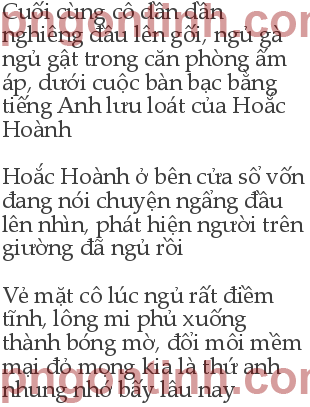 Cuối cùng cô dần dần
nghiêng đầu lên gối, ngủ gà
ngủ gật trong căn phòng ấm
áp, dưới cuộc bàn bạc bằng
tiếng Anh lưu loát của Hoắc
Hoành
Hoắc Hoành ở bên cửa sổ vốn
đang nói chuyện ngẩng đầu
lên nhìn, phát hiện người trên
giường đã ngủ rồi
Vẻ mặt cô lúc ngủ rất điềm
tĩnh, lông mi phủ xuống
thành bóng mờ, đổi môi mềm
mại đỏ mọng kia là thứ anh
nhung nhớ bấy lâu nay